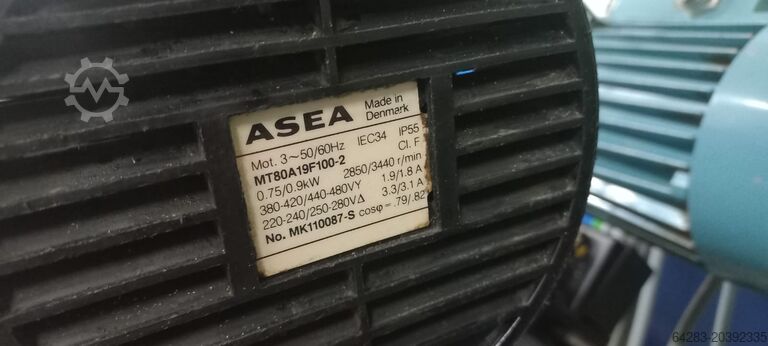 ASEA Made in Denmark
Mot. 3~50/60Hz IEC34 IP55
MT80A19F100-2 Cl. F
0.75/0.9kW 2850/3440 r/min
380-420/440-480VY 1.9/1.8 A
220-240/250-280VΔ 3.3/3.1 A
No. MK110087-S cosφ = .79/.82
64283-20392335